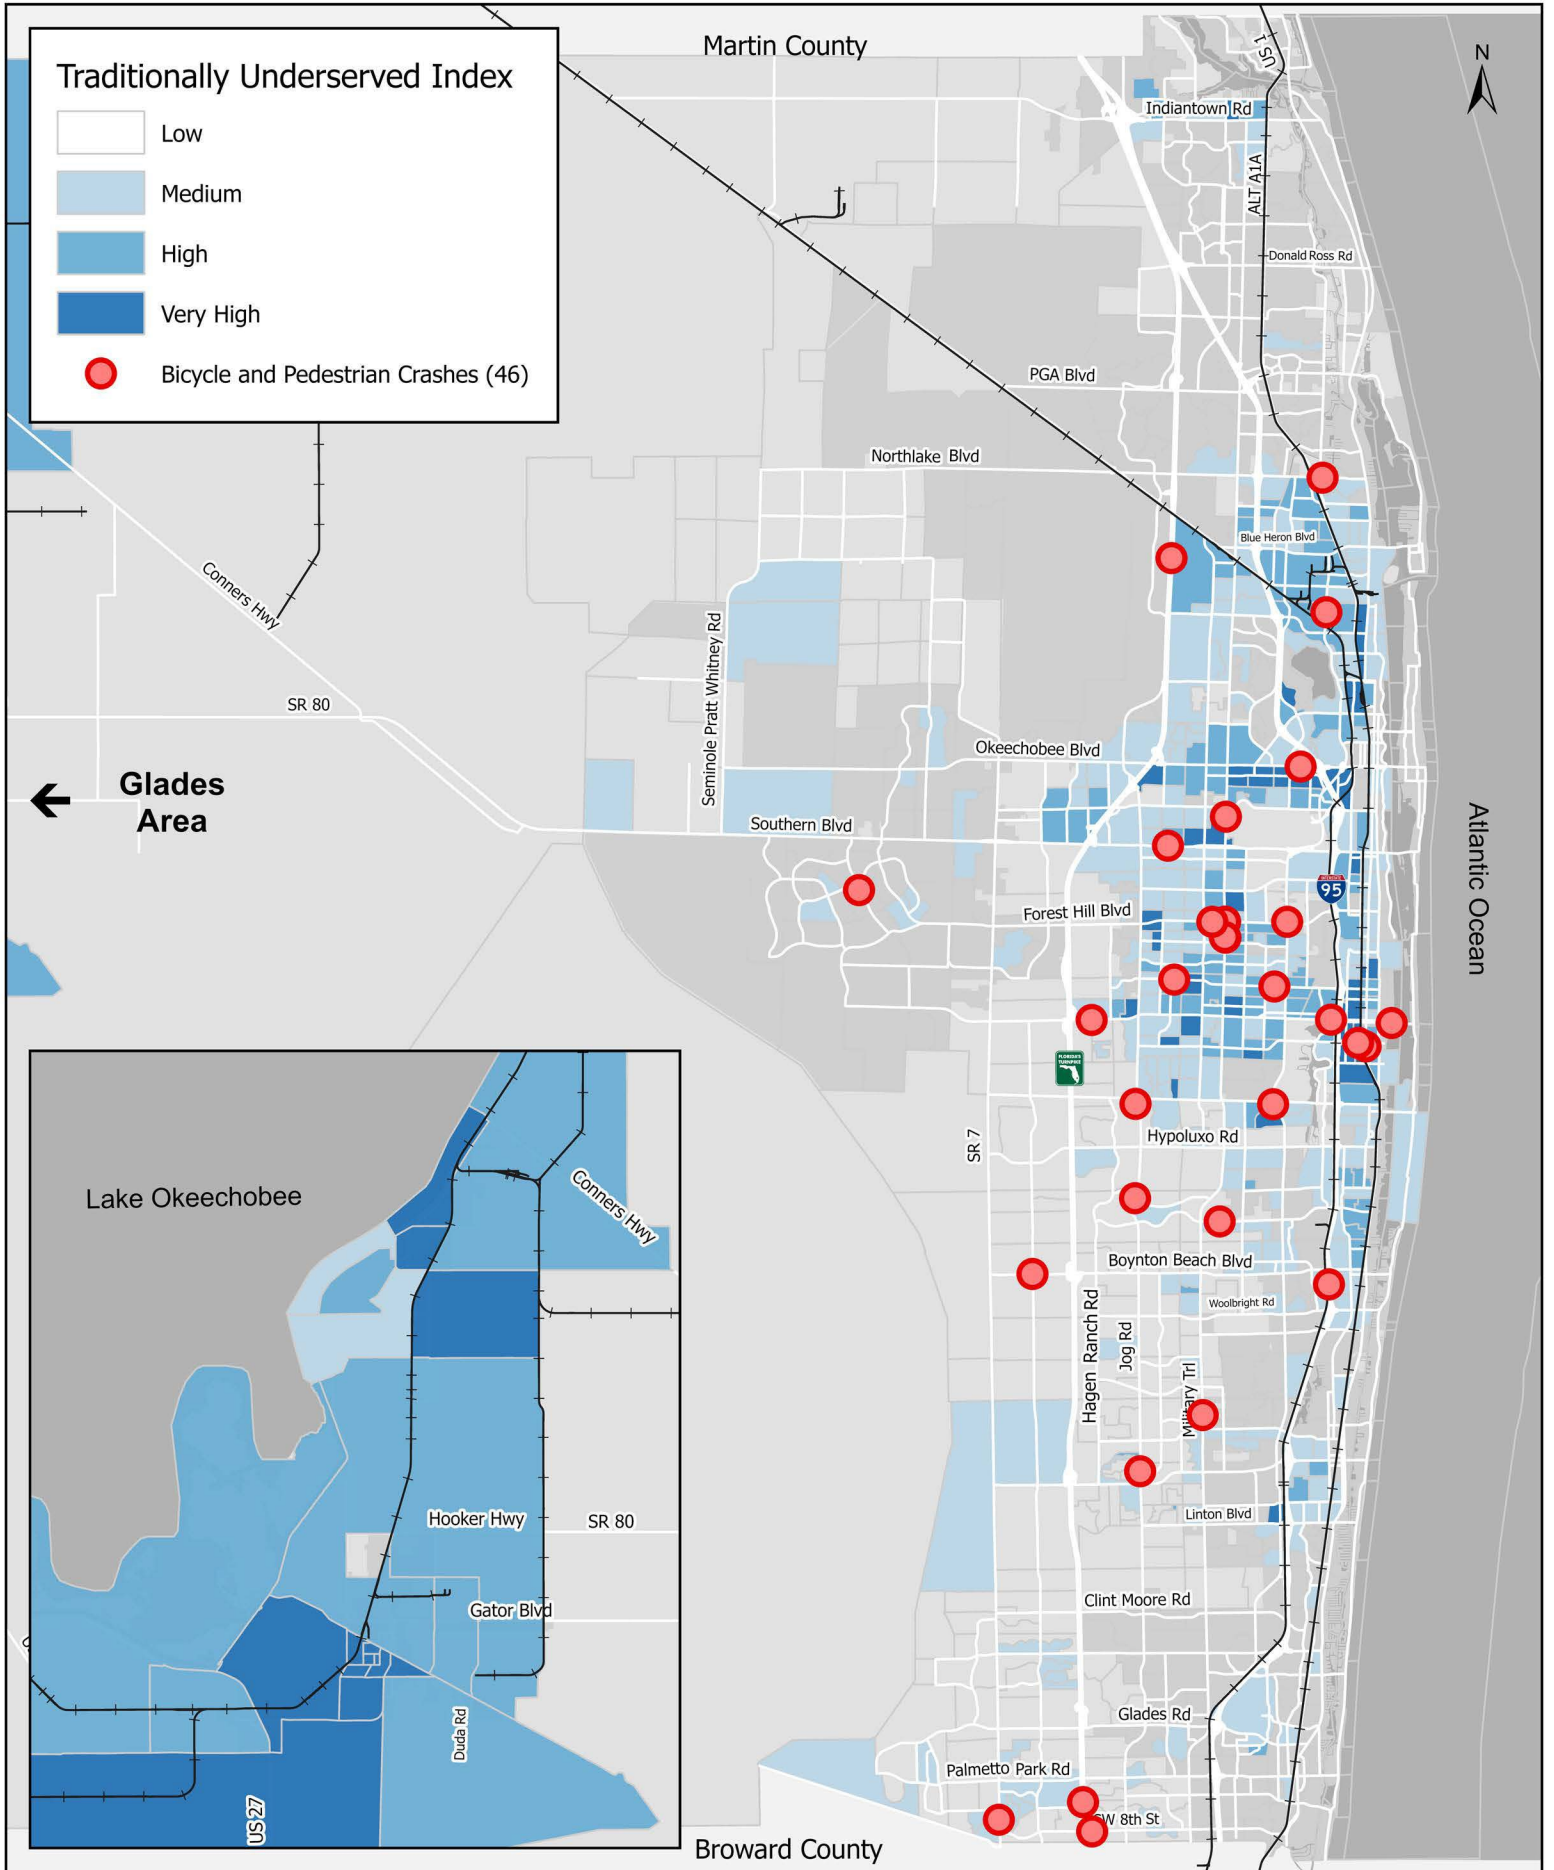 Martin County
N
Traditionally Underserved Index
Low
Medium
High
Very High
Bicycle and Pedestrian Crashes (46)
US 1
Indiantown Rd
ALT A1A
Donald Ross Rd
PGA Blvd
Northlake Blvd
Blue Heron Blvd
Conners Hwy
Seminole Pratt Whitney Rd
SR 80
Okeechobee Blvd
Glades
Area
Southern Blvd
Atlantic Ocean
95
Forest Hill Blvd
FLORIDA'S
TURNPIKE
SR 7
Hypoluxo Rd
Lake Okeechobee
Conners Hwy
Boynton Beach Blvd
Woolbright Rd
Hagen Ranch Rd
Jog Rd
Military Trl
Hooker Hwy
SR 80
Linton Blvd
Gator Blvd
Clint Moore Rd
Duda Rd
Glades Rd
Palmetto Park Rd
US 27
SW 8th St
Broward County